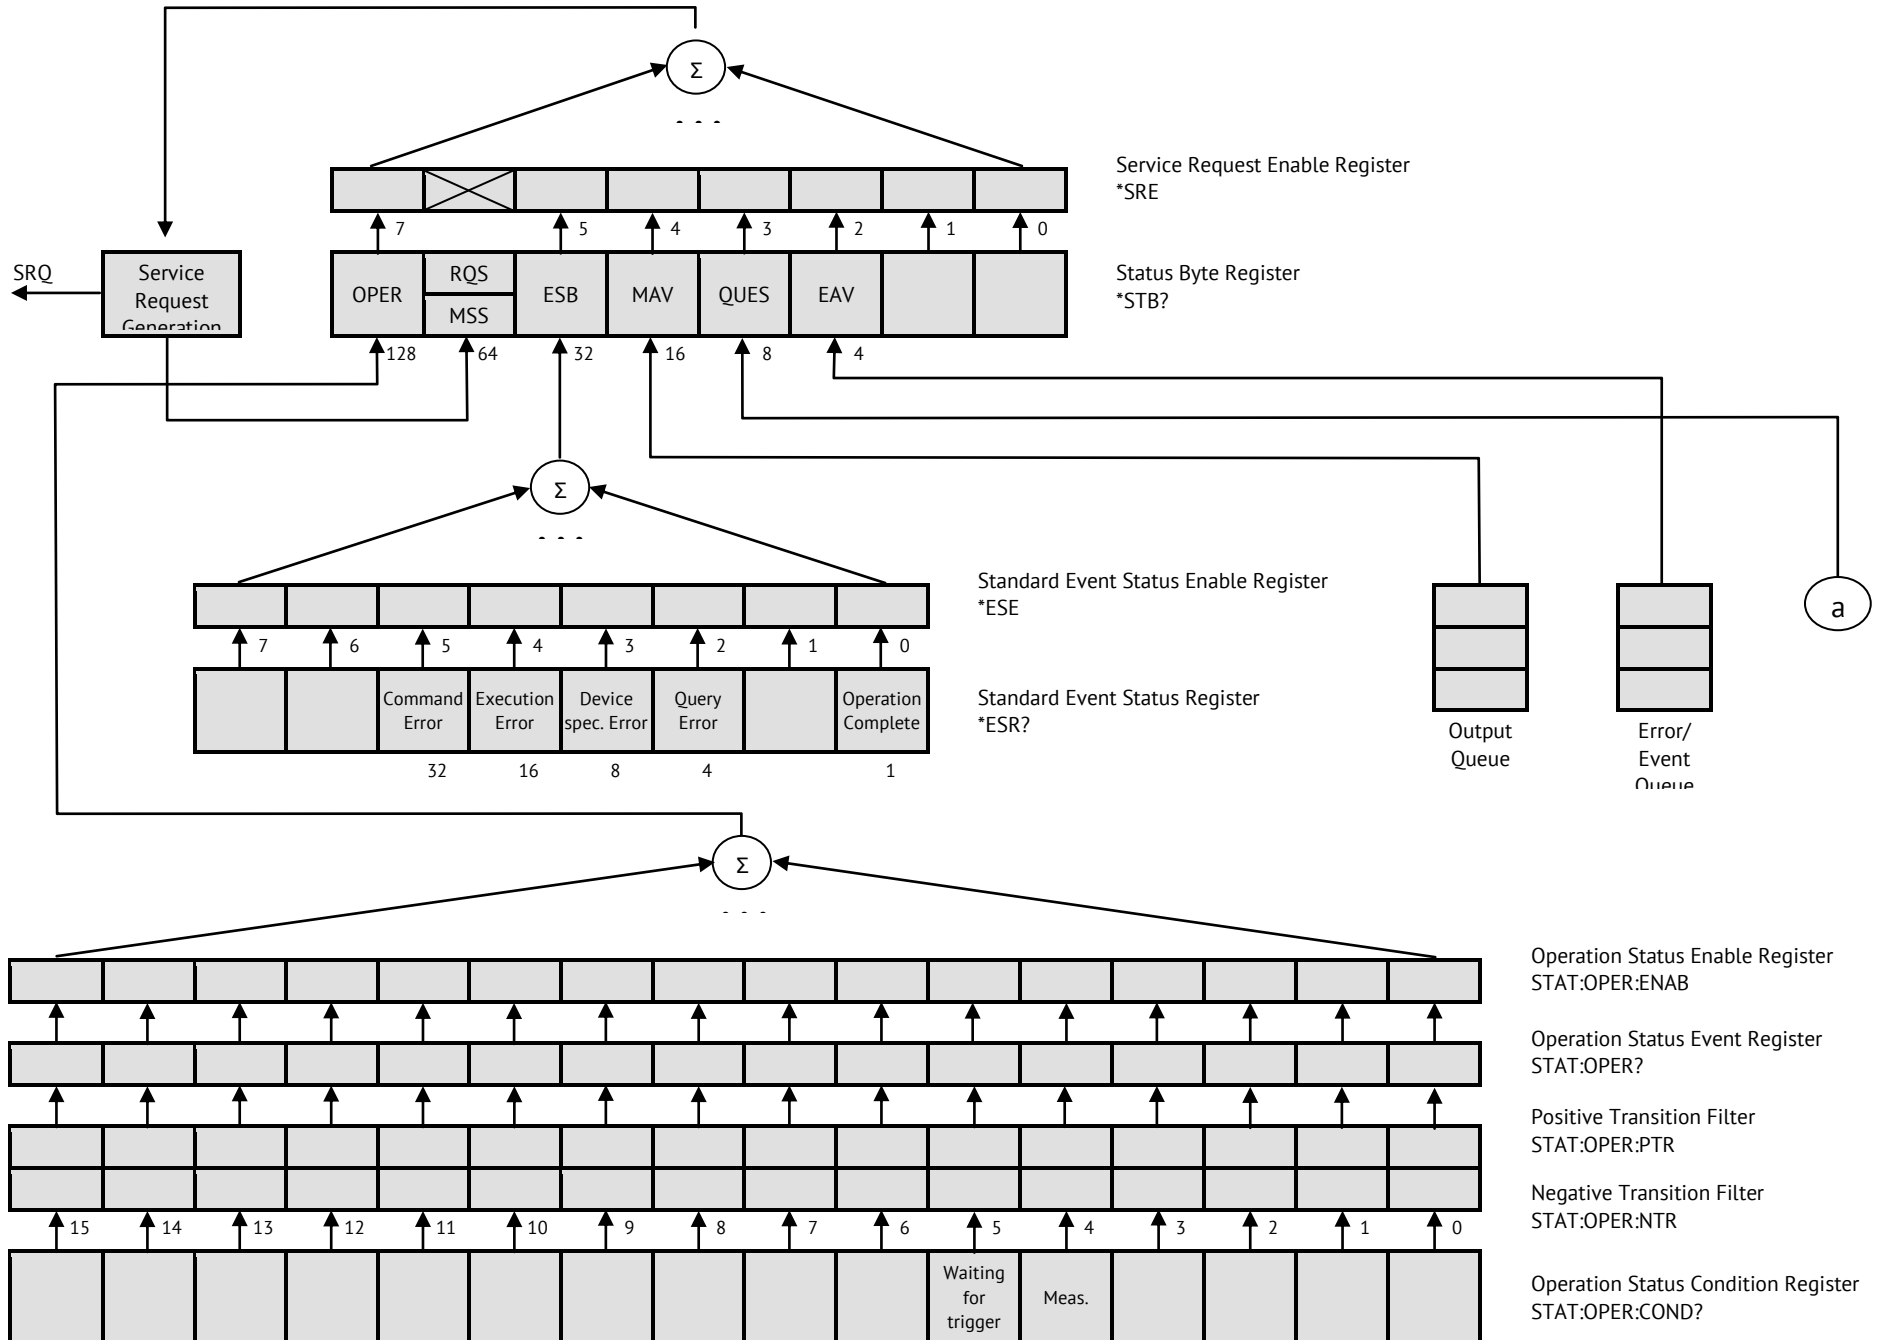 Σ
. . .
Service Request Enable Register
*SRE
7 5 4 3 2 1 0
SRQ
Service
Request
Generation
OPER
RQS
MSS
ESB
MAV
QUES
EAV
Status Byte Register
*STB?
128 64 32 16 8 4
Σ
. . .
Standard Event Status Enable Register
*ESE
a
7 6 5 4 3 2 1 0
Command
Error
Execution
Error
Device
spec. Error
Query
Error
Operation
Complete
Standard Event Status Register
*ESR?
32 16 8 4 1
Output
Queue
Error/
Event
Queue
Σ
. . .
Operation Status Enable Register
STAT:OPER:ENAB
Operation Status Event Register
STAT:OPER?
Positive Transition Filter
STAT:OPER:PTR
Negative Transition Filter
STAT:OPER:NTR
15 14 13 12 11 10 9 8 7 6 5 4 3 2 1 0
Waiting
for
trigger
Meas.
Operation Status Condition Register
STAT:OPER:COND?